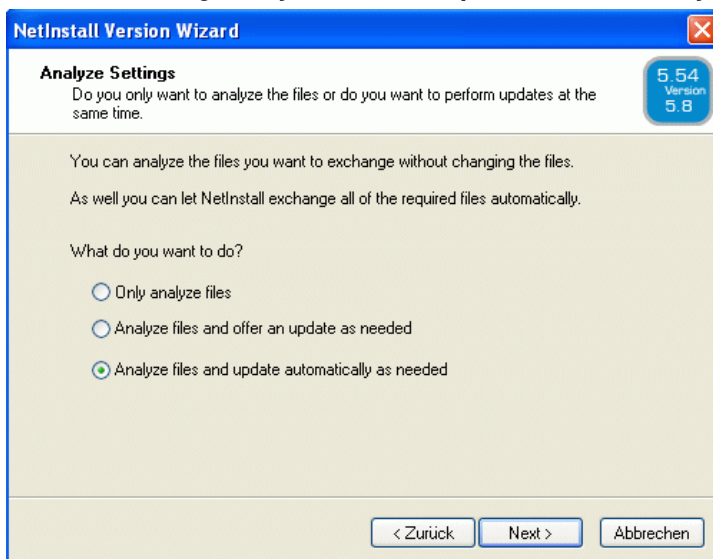 NetInstall Version Wizard
Analyze Settings
Do you only want to analyze the files or do you want to perform updates at the
same time.
5.54
Version
5.8
You can analyze the files you want to exchange without changing the files.
As well you can let NetInstall exchange all of the required files automatically.
What do you want to do?
Only analyze files
Analyze files and offer an update as needed
Analyze files and update automatically as needed
< Zurück
Next >
Abbrechen